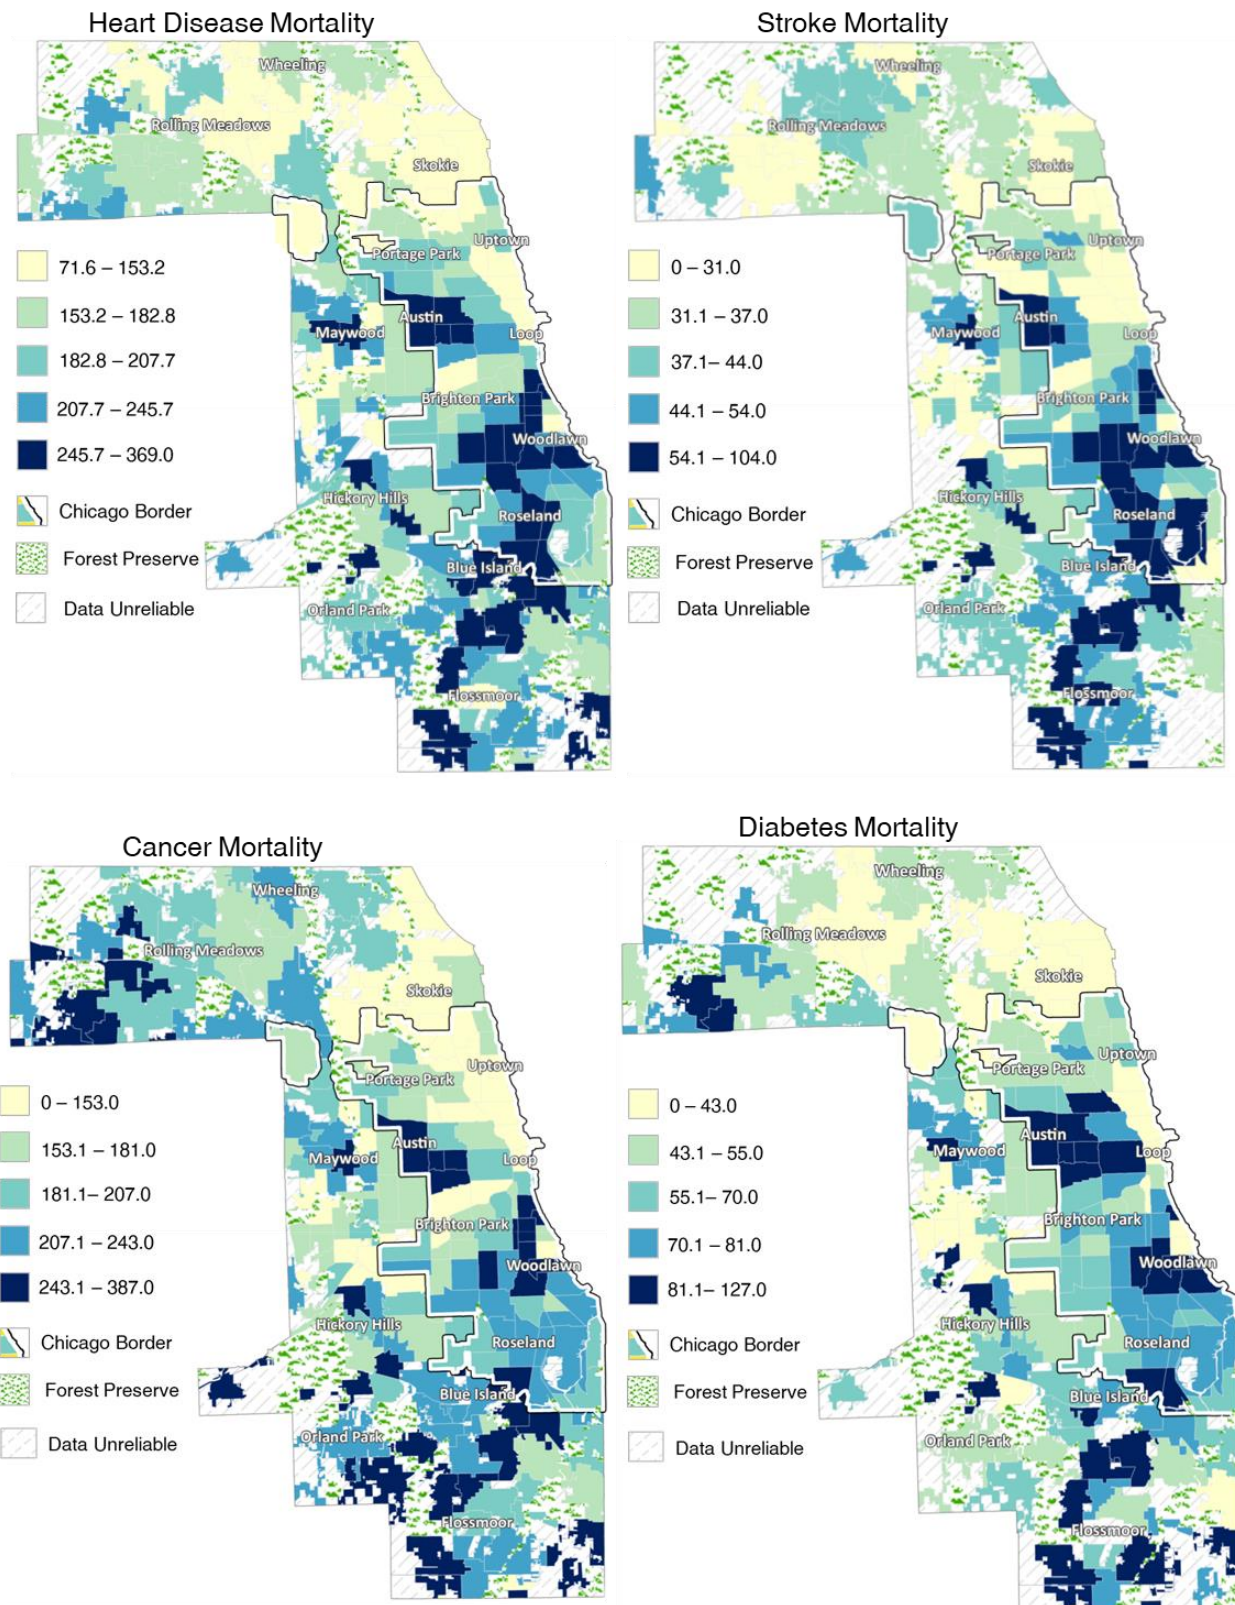 Heart Disease Mortality
Wheeling
Rolling Meadows
Skokie
Uptown
Portage Park
71.6 – 153.2
153.2 – 182.8
Austin
Maywood
Loop
182.8 – 207.7
Brighton Park
207.7 – 245.7
Woodlawn
245.7 – 369.0
Hickory Hills
Chicago Border
Roseland
Forest Preserve
Blue Island
Data Unreliable
Orland Park
Flossmoor
Stroke Mortality
Wheeling
Rolling Meadows
Skokie
Uptown
Portage Park
0 – 31.0
31.1 – 37.0
Austin
Maywood
Loop
37.1– 44.0
Brighton Park
44.1 – 54.0
Woodlawn
54.1 – 104.0
Hickory Hills
Chicago Border
Roseland
Forest Preserve
Blue Island
Data Unreliable
Orland Park
Flossmoor
Cancer Mortality
Wheeling
Rolling Meadows
Skokie
Uptown
Portage Park
0 – 153.0
153.1 – 181.0
Austin
Maywood
Loop
181.1– 207.0
Brighton Park
207.1 – 243.0
Woodlawn
243.1 – 387.0
Hickory Hills
Chicago Border
Roseland
Forest Preserve
Blue Island
Data Unreliable
Orland Park
Flossmoor
Diabetes Mortality
Wheeling
Rolling Meadows
Skokie
Uptown
Portage Park
0 – 43.0
43.1 – 55.0
Austin
Maywood
Loop
55.1– 70.0
Brighton Park
70.1 – 81.0
Woodlawn
81.1– 127.0
Hickory Hills
Chicago Border
Roseland
Forest Preserve
Blue Island
Data Unreliable
Orland Park
Flossmoor